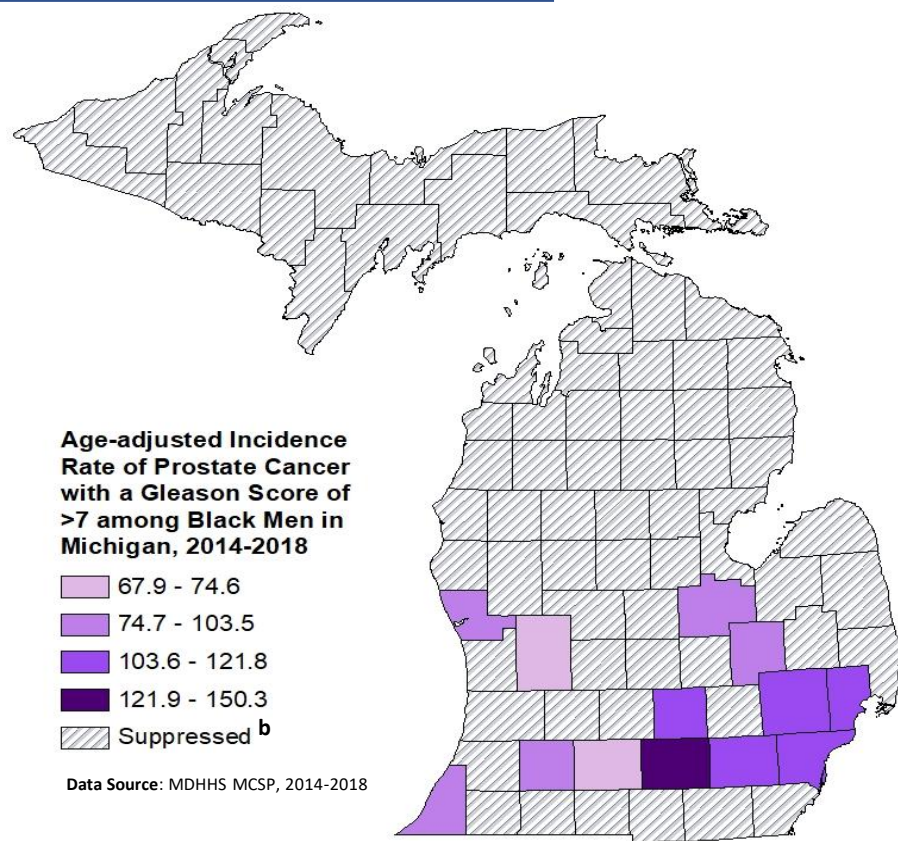 Age-adjusted Incidence
Rate of Prostate Cancer
with a Gleason Score of
>7 among Black Men in
Michigan, 2014-2018
67.9 - 74.6
74.7 - 103.5
103.6 - 121.8
121.9 - 150.3
Suppressed b
Data Source: MDHHS MCSP, 2014-2018